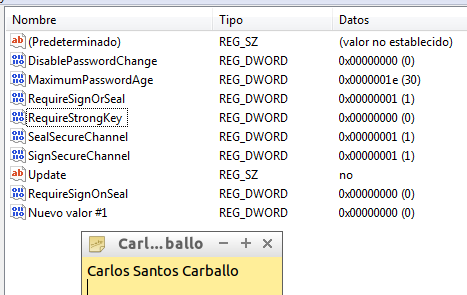 Nombre Tipo Datos
(Predeterminado) REG_SZ (valor no establecido)
DisablePasswordChange REG_DWORD 0x00000000 (0)
MaximumPasswordAge REG_DWORD 0x0000001e (30)
RequireSignOrSeal REG_DWORD 0x00000001 (1)
RequireStrongKey REG_DWORD 0x00000000 (0)
SealSecureChannel REG_DWORD 0x00000001 (1)
SignSecureChannel REG_DWORD 0x00000001 (1)
Update REG_SZ no
RequireSignOnSeal REG_DWORD 0x00000000 (0)
Nuevo valor #1 REG_DWORD 0x00000000 (0)
Carl...ballo
Carlos Santos Carballo